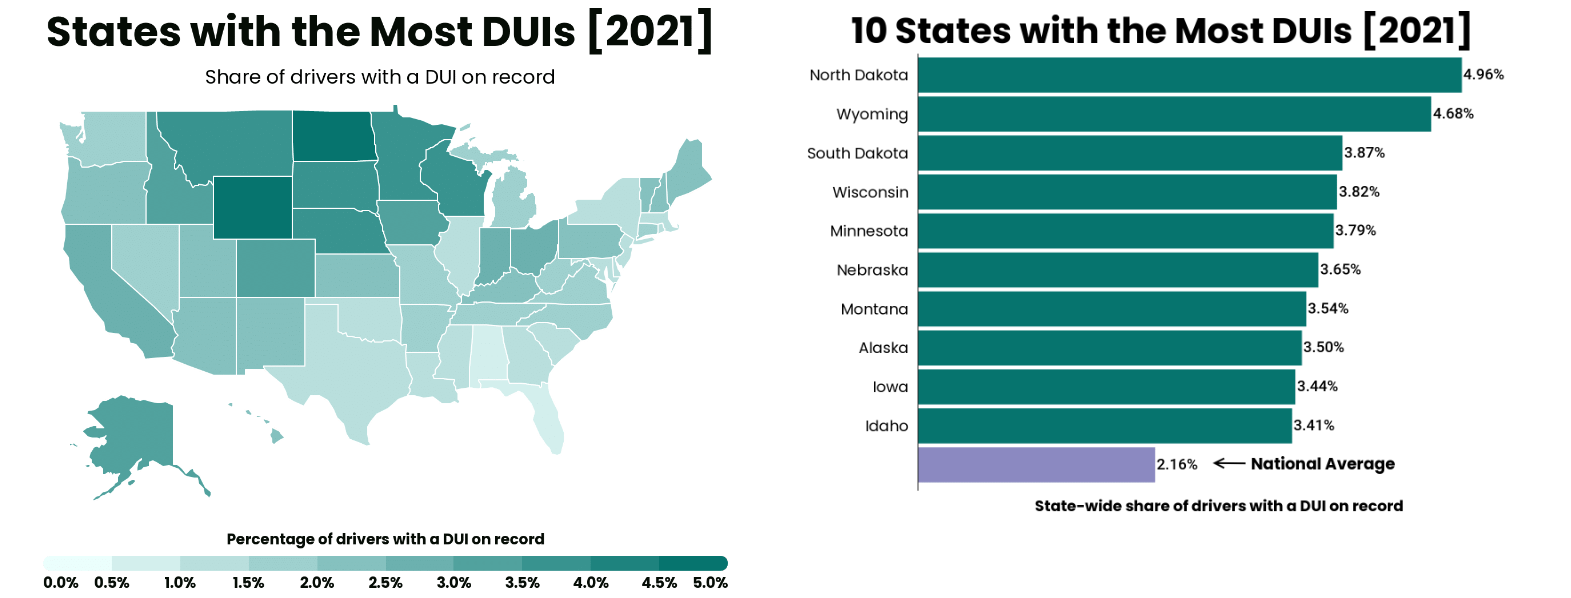 States with the Most DUIs [2021]
Share of drivers with a DUI on record
Percentage of drivers with a DUI on record
0.0% 0.5% 1.0% 1.5% 2.0% 2.5% 3.0% 3.5% 4.0% 4.5% 5.0%
10 States with the Most DUIs [2021]
North Dakota 4.96%
Wyoming 4.68%
South Dakota 3.87%
Wisconsin 3.82%
Minnesota 3.79%
Nebraska 3.65%
Montana 3.54%
Alaska 3.50%
Iowa 3.44%
Idaho 3.41%
2.16% National Average
State-wide share of drivers with a DUI on record